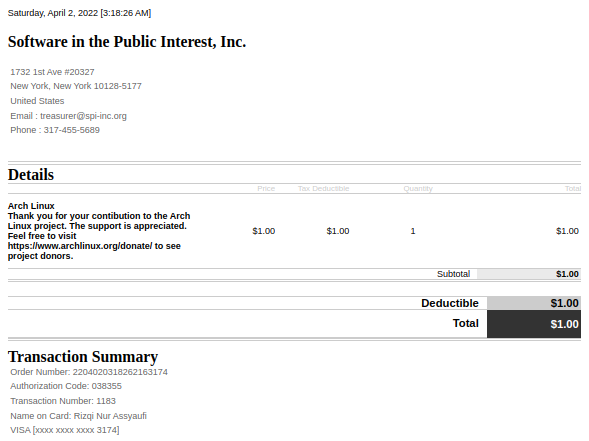 Saturday, April 2, 2022 [3:18:26 AM]
Software in the Public Interest, Inc.
1732 1st Ave #20327
New York, New York 10128-5177
United States
Email : treasurer@spi-inc.org
Phone : 317-455-5689
Details
Price Tax Deductible Quantity Total
Arch Linux
Thank you for your contibution to the Arch
Linux project. The support is appreciated.
Feel free to visit
https://www.archlinux.org/donate/ to see
project donors.
$1.00 $1.00 1 $1.00
Subtotal $1.00
Deductible $1.00
Total $1.00
Transaction Summary
Order Number: 2204020318262163174
Authorization Code: 038355
Transaction Number: 1183
Name on Card: Rizqi Nur Assyaufi
VISA [xxxx xxxx xxxx 3174]